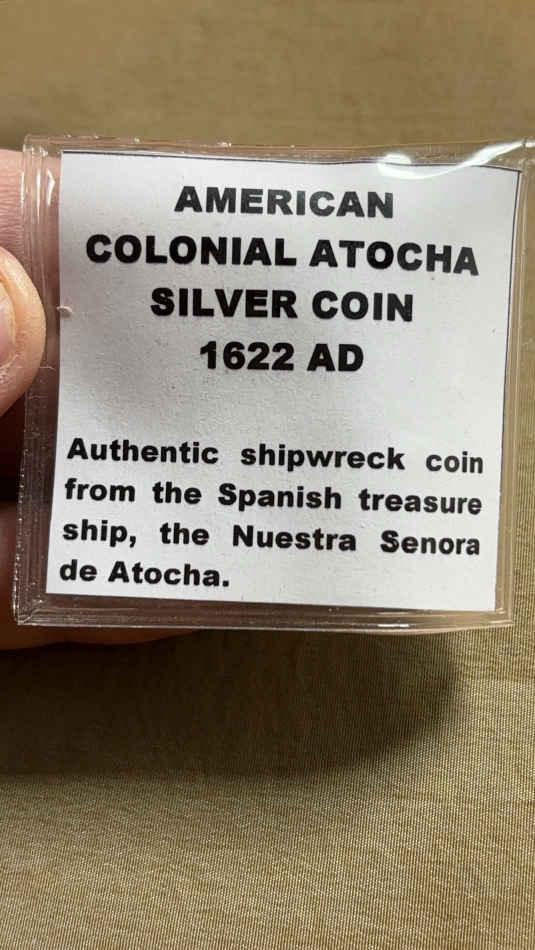 AMERICAN
COLONIAL ATOCHA
SILVER COIN
1622 AD
Authentic shipwreck coin
from the Spanish treasure
ship, the Nuestra Senora
de Atocha.